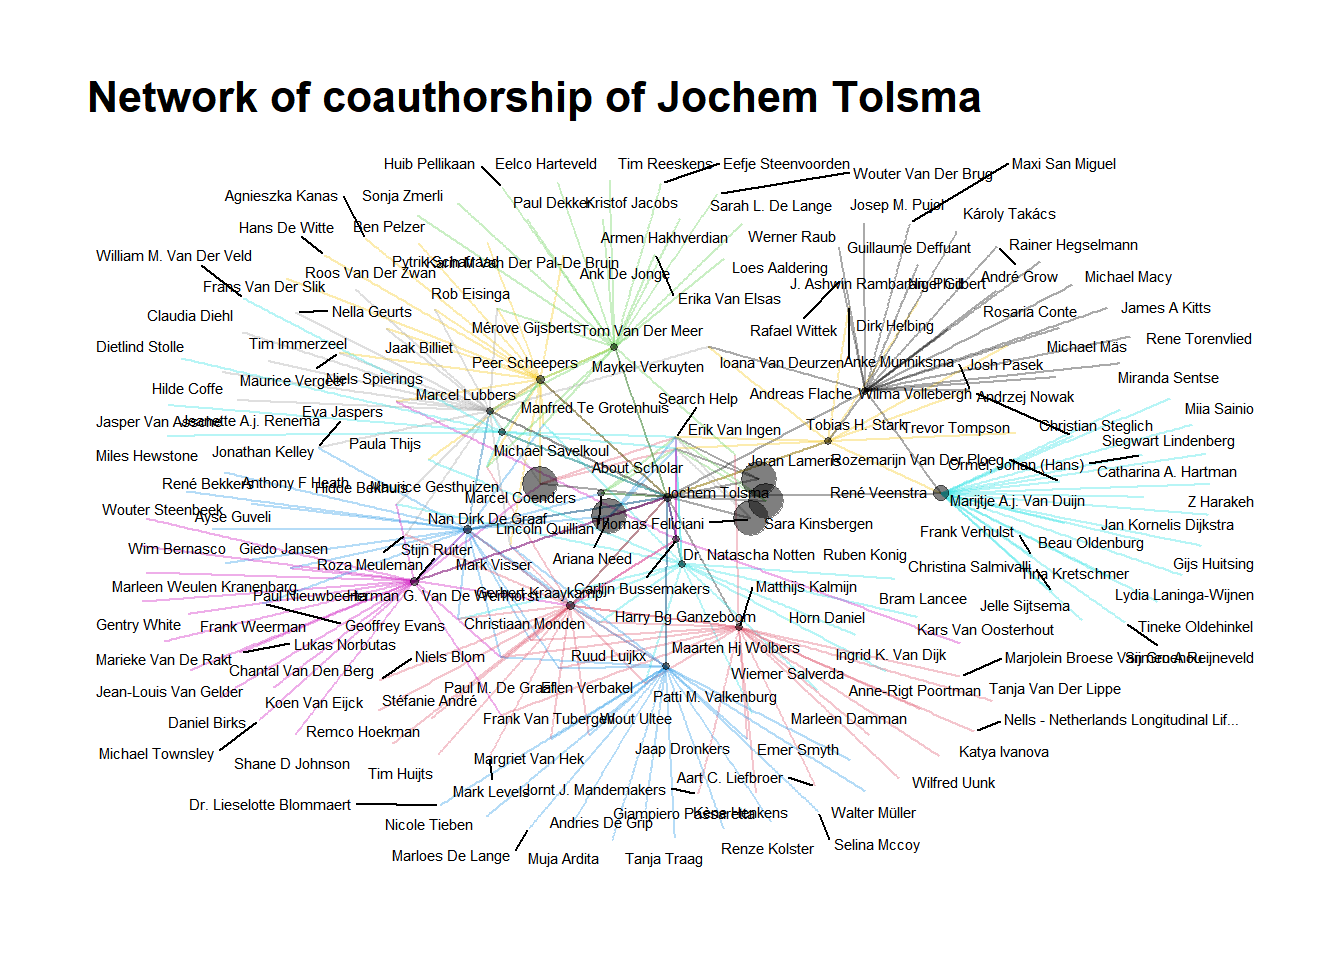 Network of coauthorship of Jochem Tolsma
Huib Pellikaan
Eelco Harteveld
Tim Reeskens
Eefje Steenvoorden
Maxi San Miguel
Wouter Van Der Brug
Agnieszka Kanas
Sonja Zmerli
Paul Dekker
Kristof Jacobs
Sarah L. De Lange
Josep M. Pujol
Károly Takács
Hans De Witte
Ben Pelzer
Armen Hakhverdian
Werner Raub
Guillaume Deffuant
Rainer Hegselmann
William M. Van Der Veld
Roos Van Der Zwan
Karin M Van Der Pal-De Bruin
Ank De Jonge
Loes Aaldering
André Grow
Michael Macy
Frans Van Der Slik
Rob Eisinga
Erika Van Elsas
J. Ashwin Rambaran
Nigel Gilbert
Claudia Diehl
Nella Geurts
Mérove Gijsberts
Tom Van Der Meer
Rafael Wittek
Dirk Helbing
Rosaria Conte
James A Kitts
Dietlind Stolle
Tim Immerzeel
Jaak Billiet
Peer Scheepers
Maykel Verkuyten
Ioana Van Deurzen
Anke Munniksma
Josh Pasek
Michael Mäs
Rene Torenvlied
Hilde Coffe
Maurice Vergeer
Niels Spierings
Marcel Lubbers
Manfred Te Grotenhuis
Search Help
Andreas Flache
Wilma Vollebergh
Andrzej Nowak
Miranda Sentse
Jasper Van Assche
Jeanette A.j. Renema
Eva Jaspers
Erik Van Ingen
Tobias H. Stark
Trevor Tompson
Christian Steglich
Miia Sainio
Siegwart Lindenberg
Miles Hewstone
Jonathan Kelley
Paula Thijs
Michael Savelkoul
About Scholar
Joran Lameris
Rozemarijn Van Der Ploeg
Ormel, Johan (Hans)
Catharina A. Hartman
René Bekkers
Anthony F Heath
Hidde Bekhuis
Maurice Gesthuizen
Marcel Coenders
Jochem Tolsma
René Veenstra
Marijtje A.j. Van Duijn
Z Harakeh
Wouter Steenbeek
Ayse Guveli
Nan Dirk De Graaf
Lincoln Quillian
Thomas Feliciani
Sara Kinsbergen
Frank Verhulst
Jan Kornelis Dijkstra
Wim Bernasco
Giedo Jansen
Stijn Ruiter
Roza Meuleman
Mark Visser
Ariana Need
Dr. Natascha Notten
Ruben Konig
Christina Salmivalli
Beau Oldenburg
Tina Kretschmer
Gijs Huitsing
Marleen Weulen Kranenbarg
Paul Nieuwbeerta
Herman G. Van De Werfhorst
Gerbert Kraaykamp
Carlijn Bussemakers
Matthijs Kalmijn
Bram Lancee
Jelle Sijtsema
Lydia Laninga-Wijnen
Gentry White
Frank Weerman
Geoffrey Evans
Christiaan Monden
Harry Bg Ganzeboom
Horn Daniel
Kars Van Oosterhout
Tineke Oldehinkel
Marieke Van De Rakt
Lukas Norbutas
Niels Blom
Ruud Luijkx
Maarten Hj Wolbers
Ingrid K. Van Dijk
Marjolein Broese Van Groenou
Sijmen A Reijneveld
Jean-Louis Van Gelder
Chantal Van Den Berg
Koen Van Eijck
Stéfanie André
Paul M. De Graaf
Ellen Verbakel
Patti M. Valkenburg
Wiemer Salverda
Anne-Rigt Poortman
Tanja Van Der Lippe
Daniel Birks
Remco Hoekman
Frank Van Tubergen
Wout Ultee
Marleen Damman
Nells - Netherlands Longitudinal Lif...
Michael Townsley
Shane D Johnson
Tim Huijts
Margriet Van Hek
Jaap Dronkers
Emer Smyth
Katya Ivanova
Mark Levels
Jornt J. Mandemakers
Aart C. Liefbroer
Wilfred Uunk
Dr. Lieselotte Blommaert
Nicole Tieben
Andries De Grip
Giampiero Passaretta
Kène Henkens
Walter Müller
Marloes De Lange
Muja Ardita
Tanja Traag
Renze Kolster
Selina Mccoy